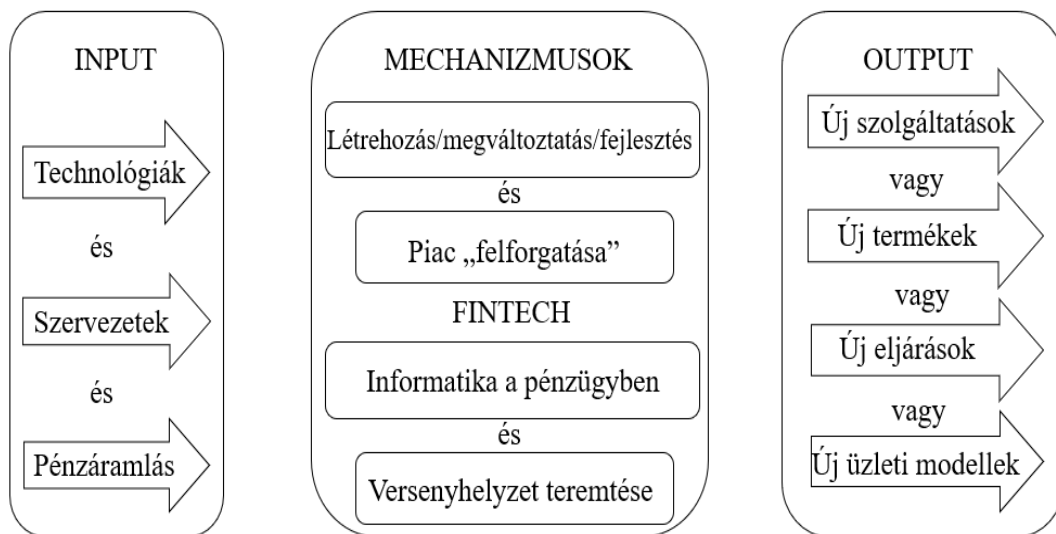 INPUT
Technológiák
és
Szervezetek
és
Pénzáramlás
MECHANIZMUSOK
Létrehozás/megváltoztatás/fejlesztés
és
Piac „felforgatása”
FINTECH
Informatika a pénzügyben
és
Versenyhelyzet teremtése
OUTPUT
Új szolgáltatások
vagy
Új termékek
vagy
Új eljárások
vagy
Új üzleti modellek